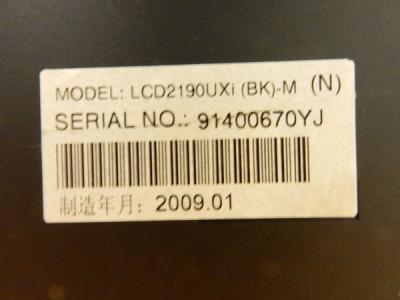 MODEL: LCD2190UXi (BK)-M (N)
SERIAL NO.: 91400670YJ
制造年月: 2009.01